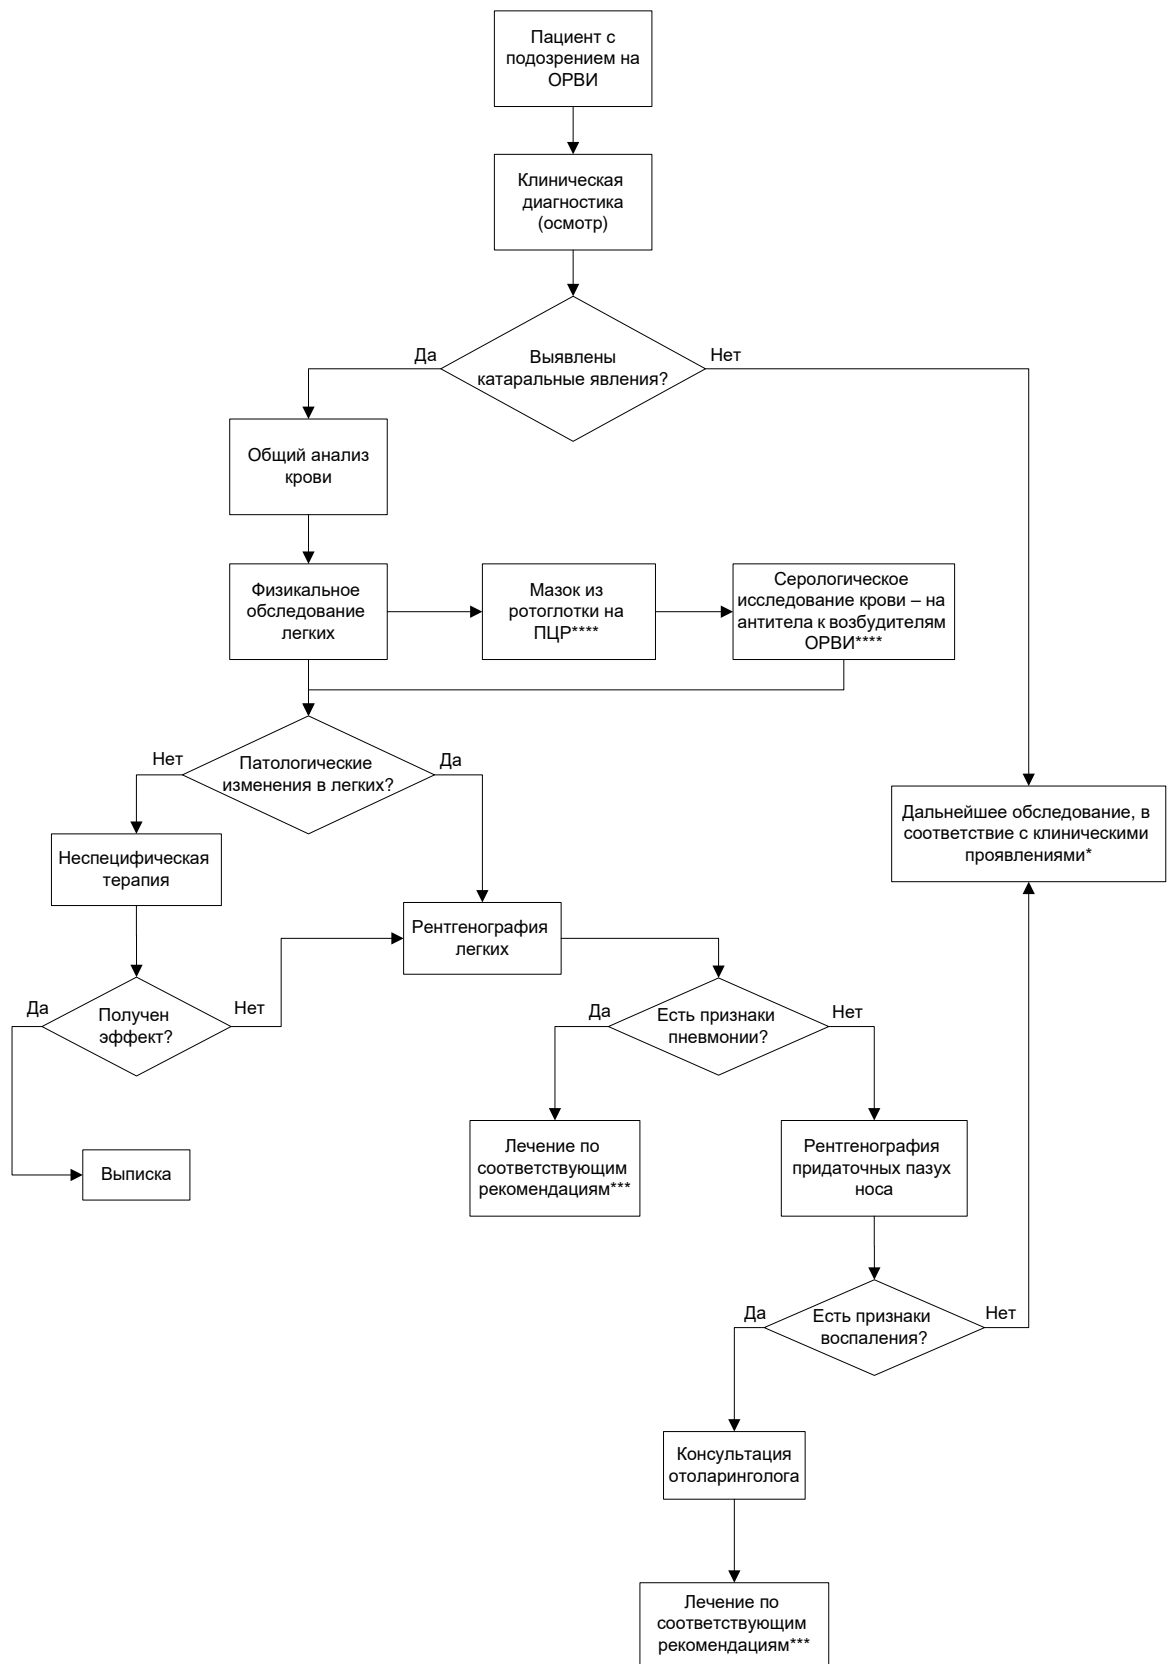 Пациент с
подозрением на
ОРВИ
Клиническая
диагностика
(осмотр)
Да
Выявлены
катаральные явления?
Нет
Общий анализ
крови
Физикальное
обследование
легких
Мазок из
ротоглотки на
ПЦР****
Серологическое
исследование крови – на
антитела к возбудителям
ОРВИ****
Нет
Патологические
изменения в легких?
Да
Дальнейшее обследование, в
соответствие с клиническими
проявлениями*
Неспецифическая
терапия
Рентгенография
легких
Да
Получен
эффект?
Нет
Да
Есть признаки
пневмонии?
Нет
Выписка
Лечение по
соответствующим
рекомендациям***
Рентгенография
придаточных пазух
носа
Да
Есть признаки
воспаления?
Нет
Консультация
отоларинголога
Лечение по
соответствующим
рекомендациям***